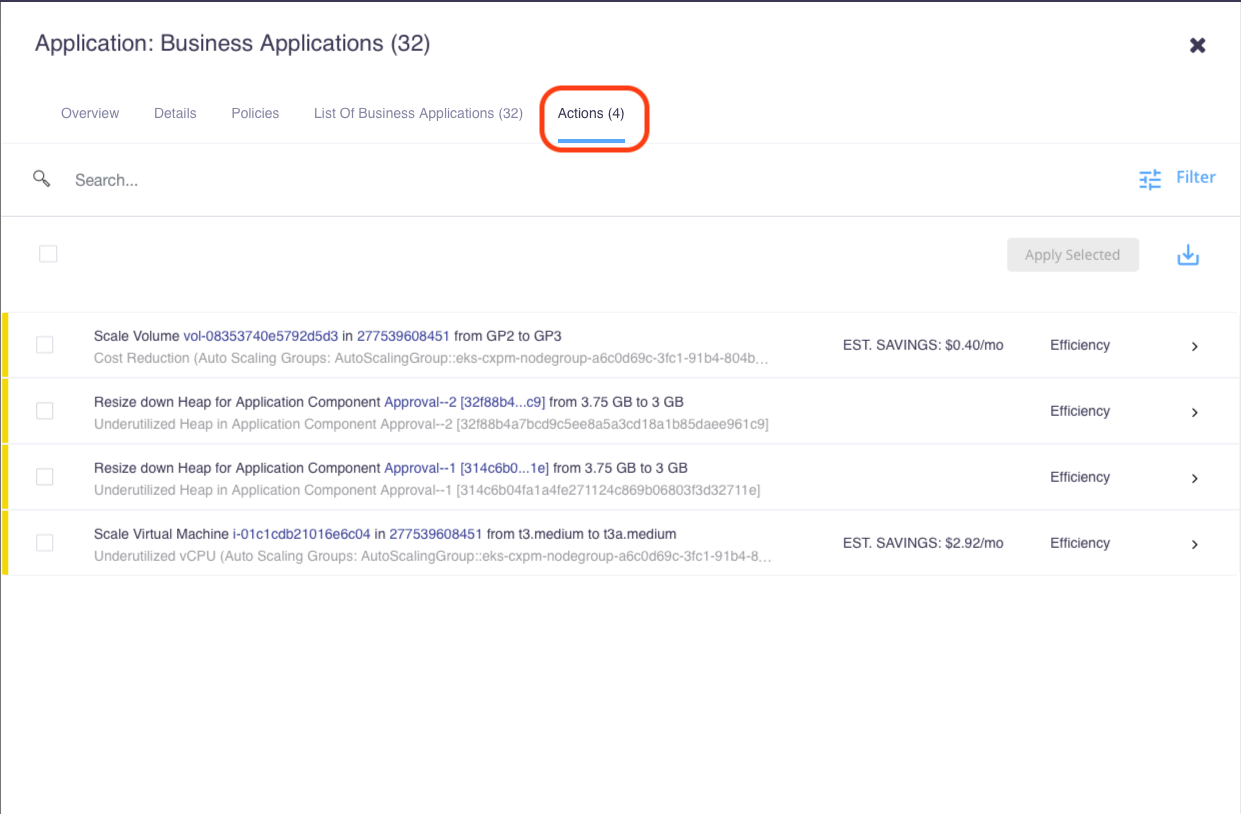 Application: Business Applications (32)
Overview Details Policies List Of Business Applications (32) Actions (4)
Search...
Filter
Apply Selected
Scale Volume vol-08353740e5792d5d3 in 277539608451 from GP2 to GP3
Cost Reduction (Auto Scaling Groups: AutoScalingGroup::eks-cxpm-nodegroup-a6c0d69c-3fc1-91b4-804b…
EST. SAVINGS: $0.40/mo
Efficiency
Resize down Heap for Application Component Approval--2 [32f88b4...c9] from 3.75 GB to 3 GB
Underutilized Heap in Application Component Approval--2 [32f88b4a7bcd9c5ee8a5a3cd18a1b85daee961c9]
Efficiency
Resize down Heap for Application Component Approval--1 [314c6b0...1e] from 3.75 GB to 3 GB
Underutilized Heap in Application Component Approval--1 [314c6b04fa1a4fe271124c869b06803f3d32711e]
Efficiency
Scale Virtual Machine i-01c1cdb21016e6c04 in 277539608451 from t3.medium to t3a.medium
Underutilized vCPU (Auto Scaling Groups: AutoScalingGroup::eks-cxpm-nodegroup-a6c0d69c-3fc1-91b4-8…
EST. SAVINGS: $2.92/mo
Efficiency